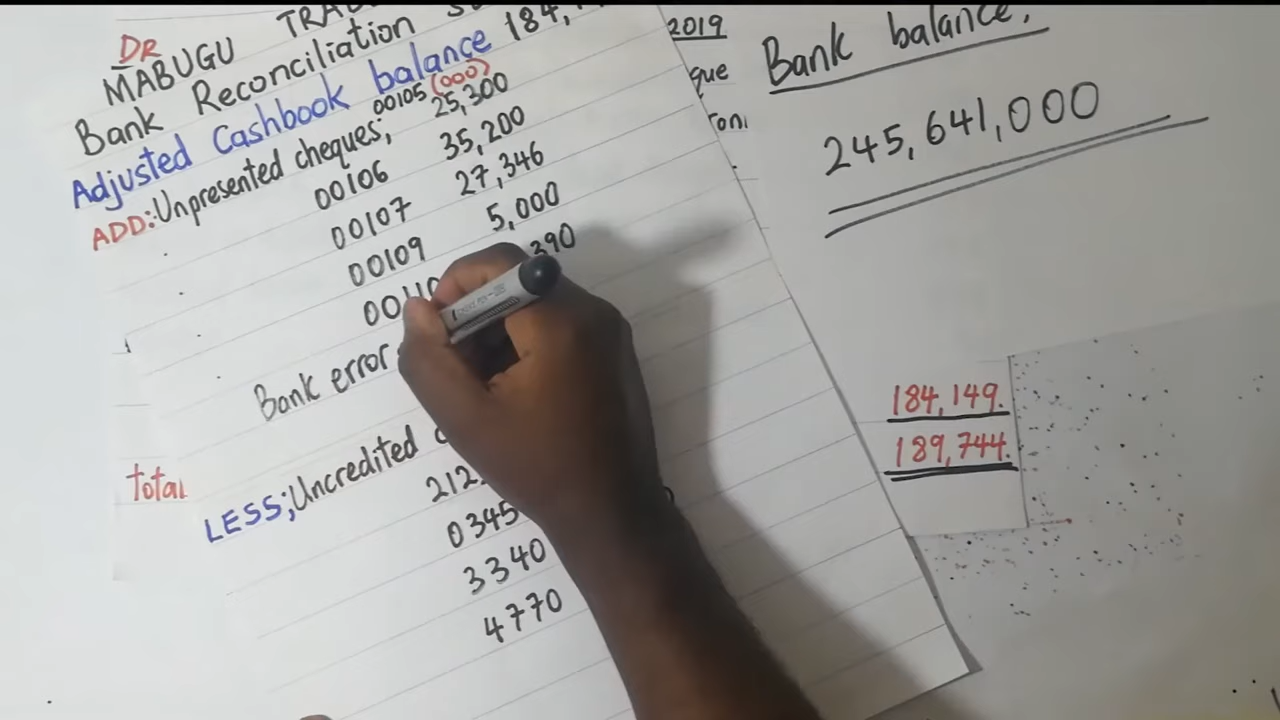 DR
MABUGU
Bank Reconciliation
Adjusted Cashbook balance 184,
(000)
ADD: Unpresented cheques; 00105 25,300
00106 35,200
00107 27,346
00109 5,000
390
Bank error
LESS; Uncredited
0345
3340
4770
total
2019
que
Bank balance.
245,641,000
184,149.
189,744.